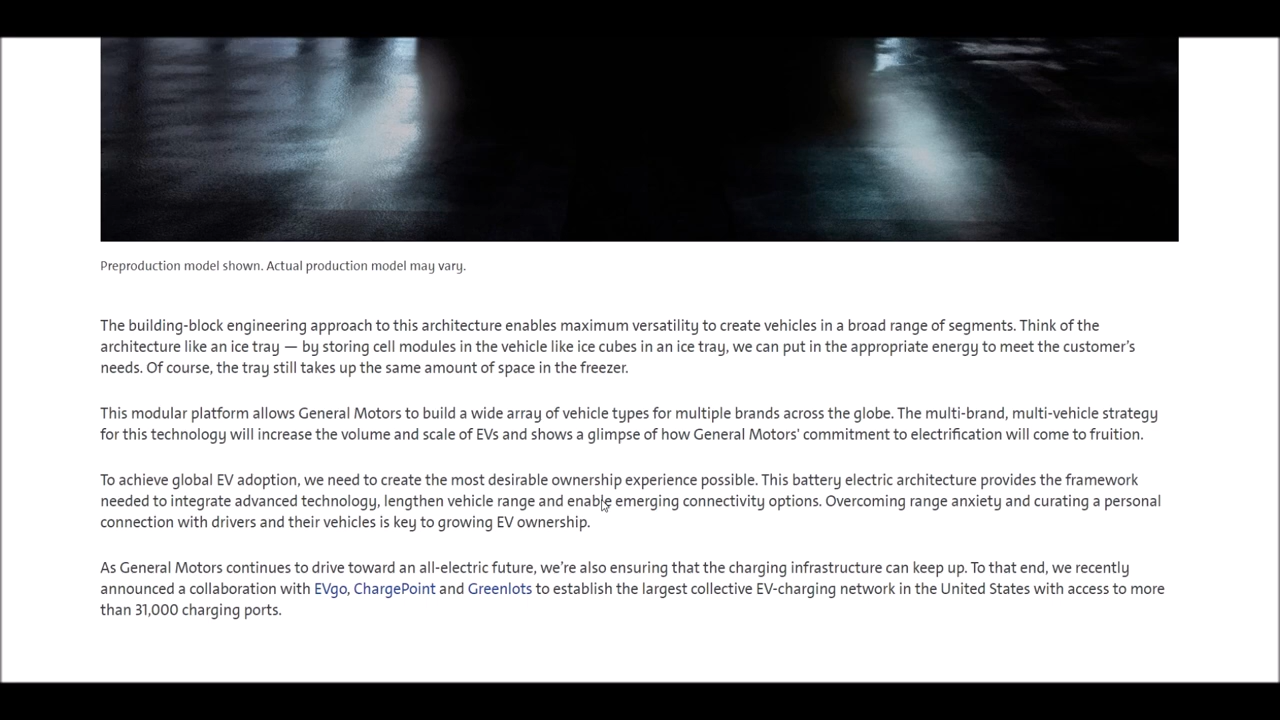 Preproduction model shown. Actual production model may vary.
The building-block engineering approach to this architecture enables maximum versatility to create vehicles in a broad range of segments. Think of the
architecture like an ice tray — by storing cell modules in the vehicle like ice cubes in an ice tray, we can put in the appropriate energy to meet the customer's
needs. Of course, the tray still takes up the same amount of space in the freezer.
This modular platform allows General Motors to build a wide array of vehicle types for multiple brands across the globe. The multi-brand, multi-vehicle strategy
for this technology will increase the volume and scale of EVs and shows a glimpse of how General Motors' commitment to electrification will come to fruition.
To achieve global EV adoption, we need to create the most desirable ownership experience possible. This battery electric architecture provides the framework
needed to integrate advanced technology, lengthen vehicle range and enable emerging connectivity options. Overcoming range anxiety and curating a personal
connection with drivers and their vehicles is key to growing EV ownership.
As General Motors continues to drive toward an all-electric future, we're also ensuring that the charging infrastructure can keep up. To that end, we recently
announced a collaboration with EVgo, ChargePoint and Greenlots to establish the largest collective EV-charging network in the United States with access to more
than 31,000 charging ports.